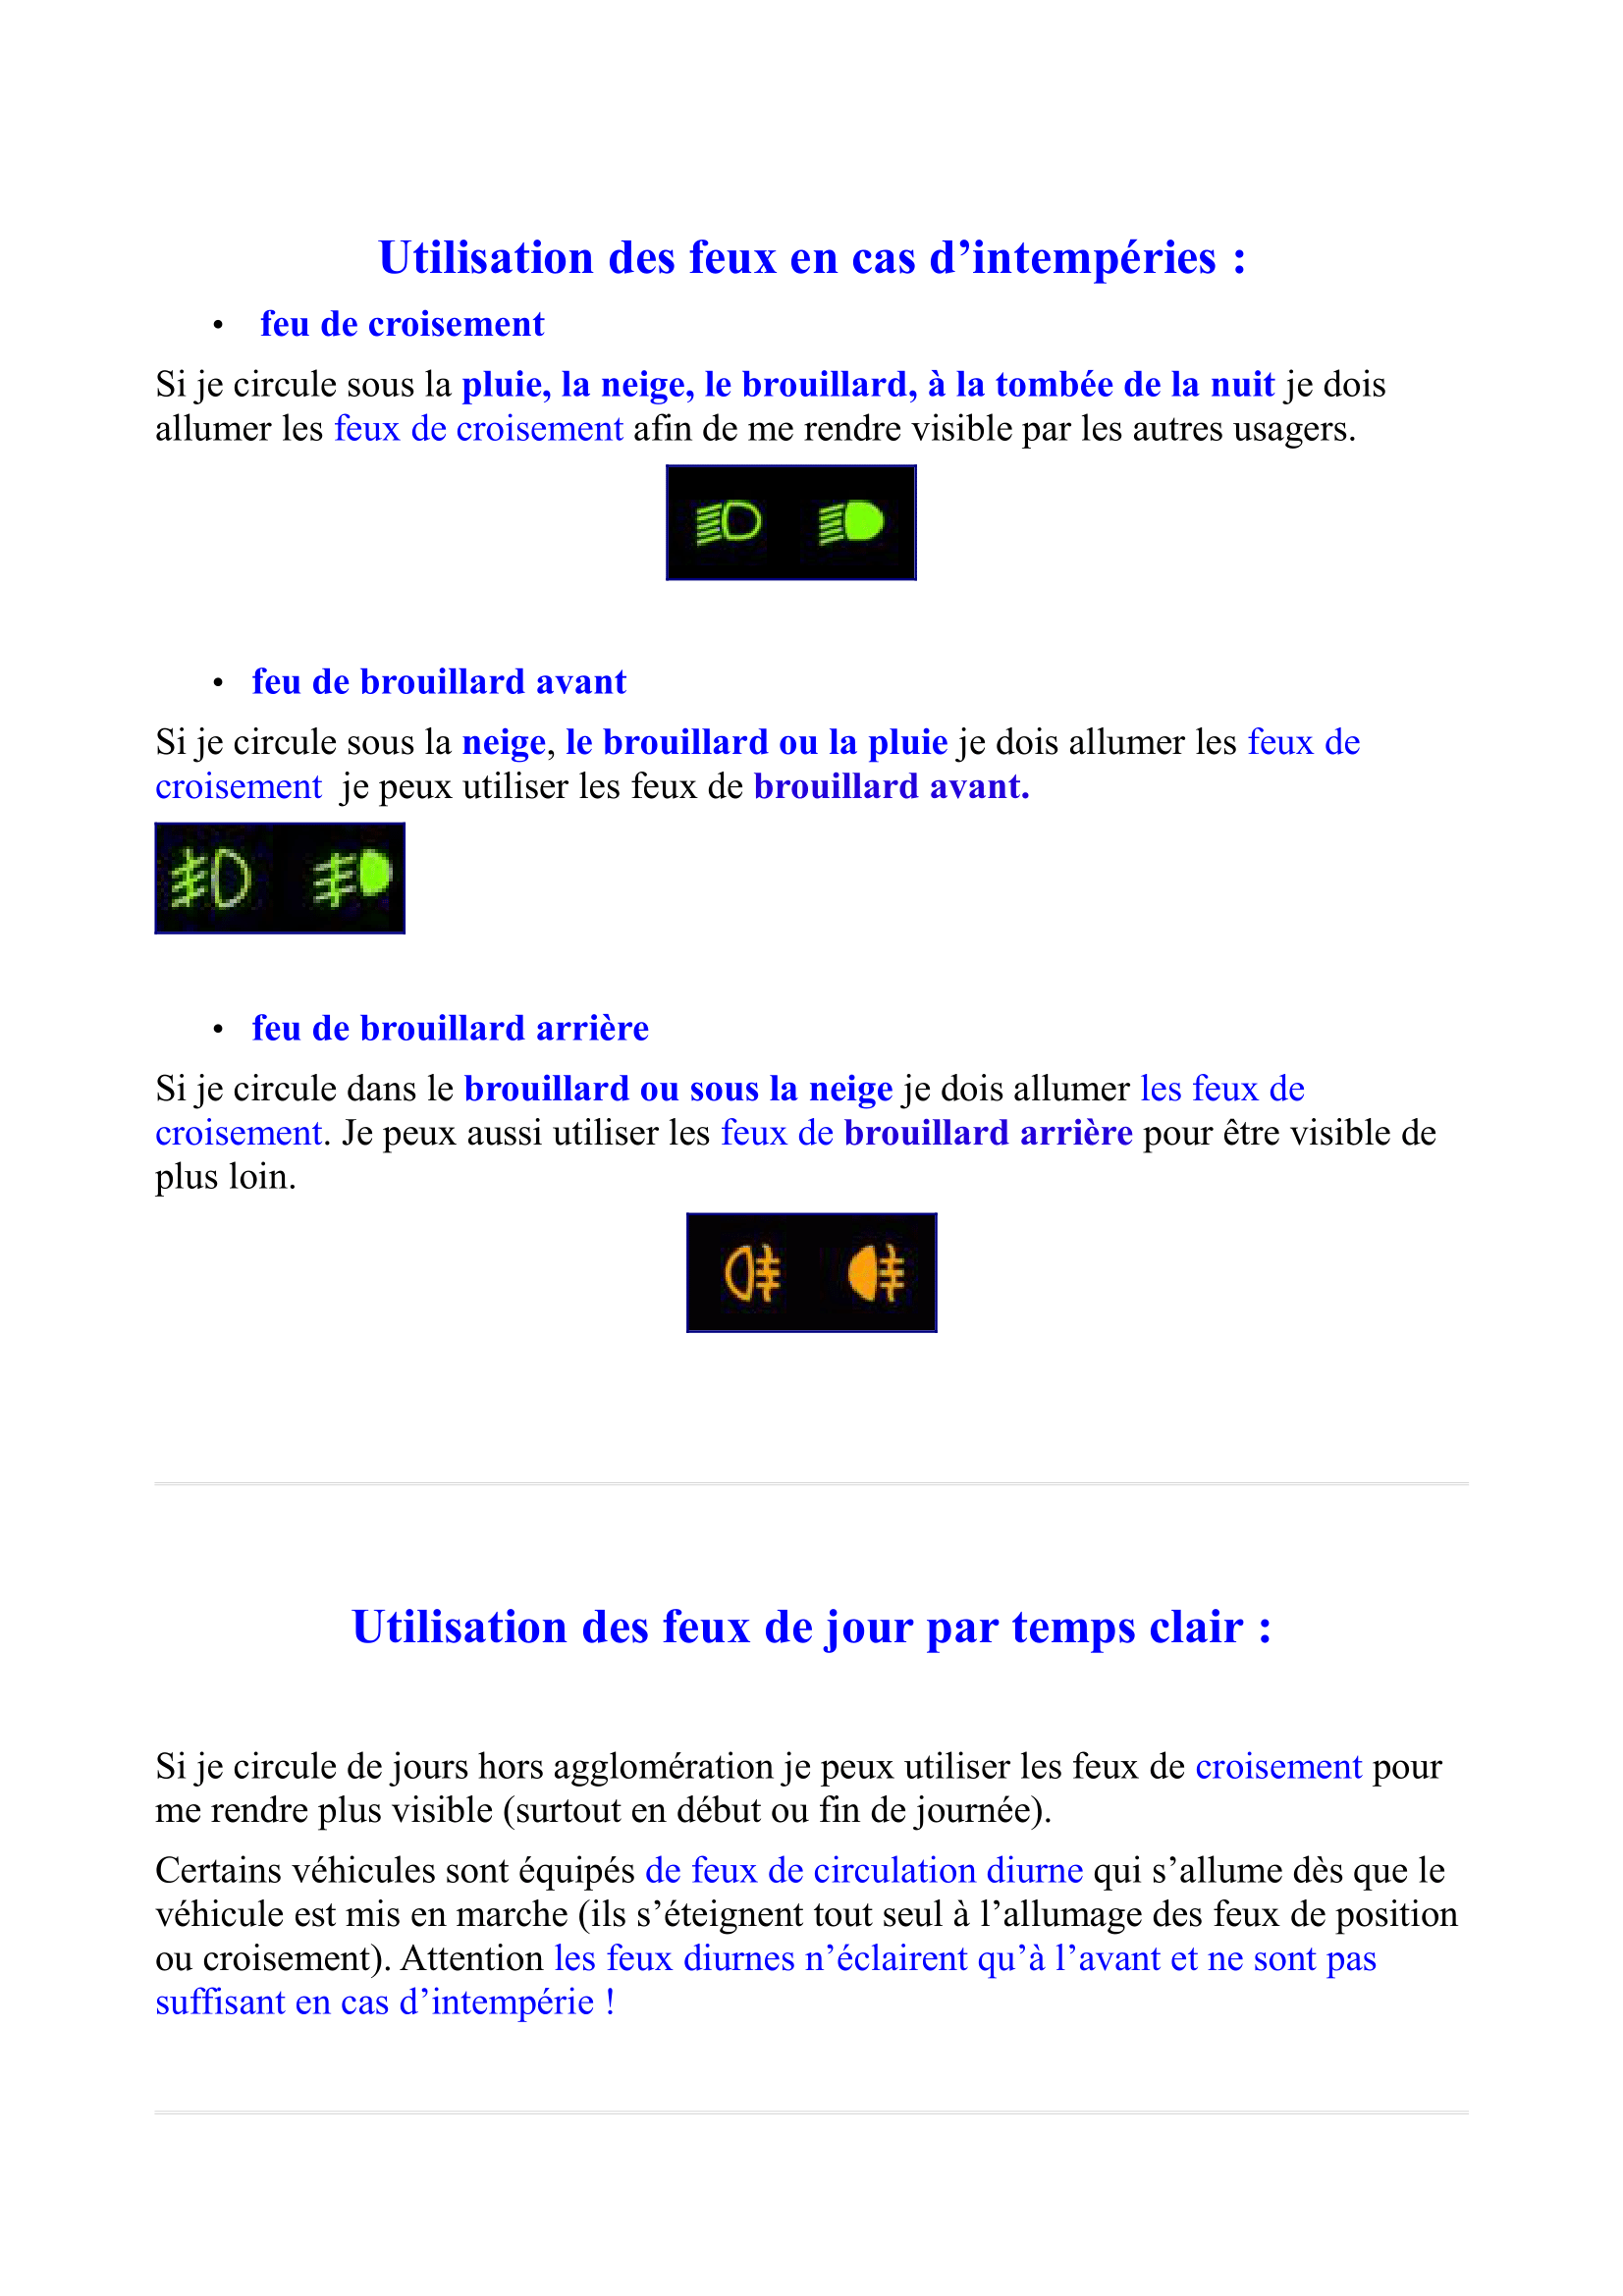 Utilisation des feux en cas d’intempéries :
• feu de croisement
Si je circule sous la pluie, la neige, le brouillard, à la tombée de la nuit je dois
allumer les feux de croisement afin de me rendre visible par les autres usagers.
• feu de brouillard avant
Si je circule sous la neige, le brouillard ou la pluie je dois allumer les feux de
croisement je peux utiliser les feux de brouillard avant.
• feu de brouillard arrière
Si je circule dans le brouillard ou sous la neige je dois allumer les feux de
croisement. Je peux aussi utiliser les feux de brouillard arrière pour être visible de
plus loin.
Utilisation des feux de jour par temps clair :
Si je circule de jours hors agglomération je peux utiliser les feux de croisement pour
me rendre plus visible (surtout en début ou fin de journée).
Certains véhicules sont équipés de feux de circulation diurne qui s’allume dès que le
véhicule est mis en marche (ils s’éteignent tout seul à l’allumage des feux de position
ou croisement). Attention les feux diurnes n’éclairent qu’à l’avant et ne sont pas
suffisant en cas d’intempérie !